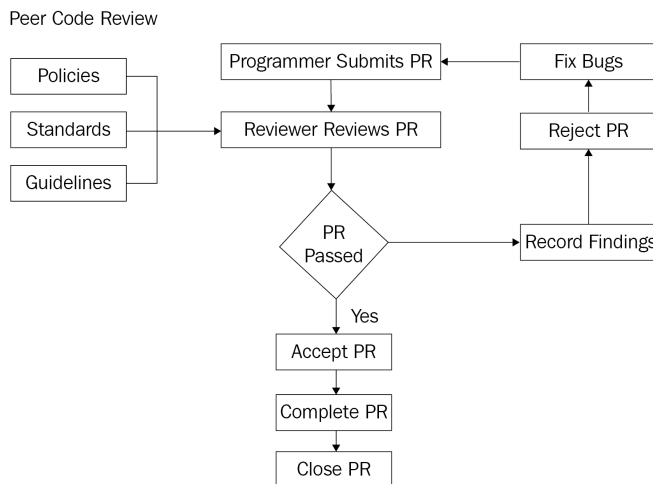 Peer Code Review
Policies
Standards
Guidelines
Programmer Submits PR
Reviewer Reviews PR
PR
Passed
Yes
Accept PR
Complete PR
Close PR
Fix Bugs
Reject PR
Record Findings